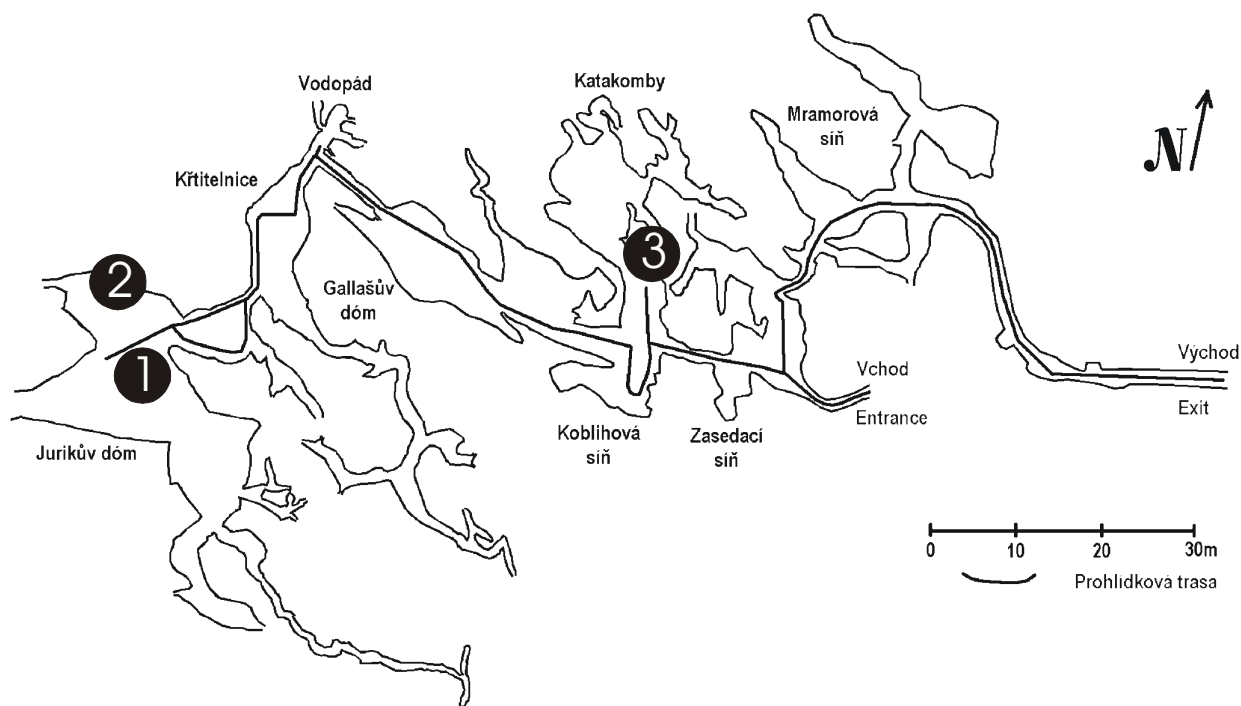 Vodopád
Katakomby
Mramorová
síň
N
Křtitelnice
3
2
Gallašův
dóm
1
Východ
Vchod
Entrance
Exit
Jurikův dóm
Koblihová
síň
Zasedací
síň
0 10 20 30m
Prohlídková trasa